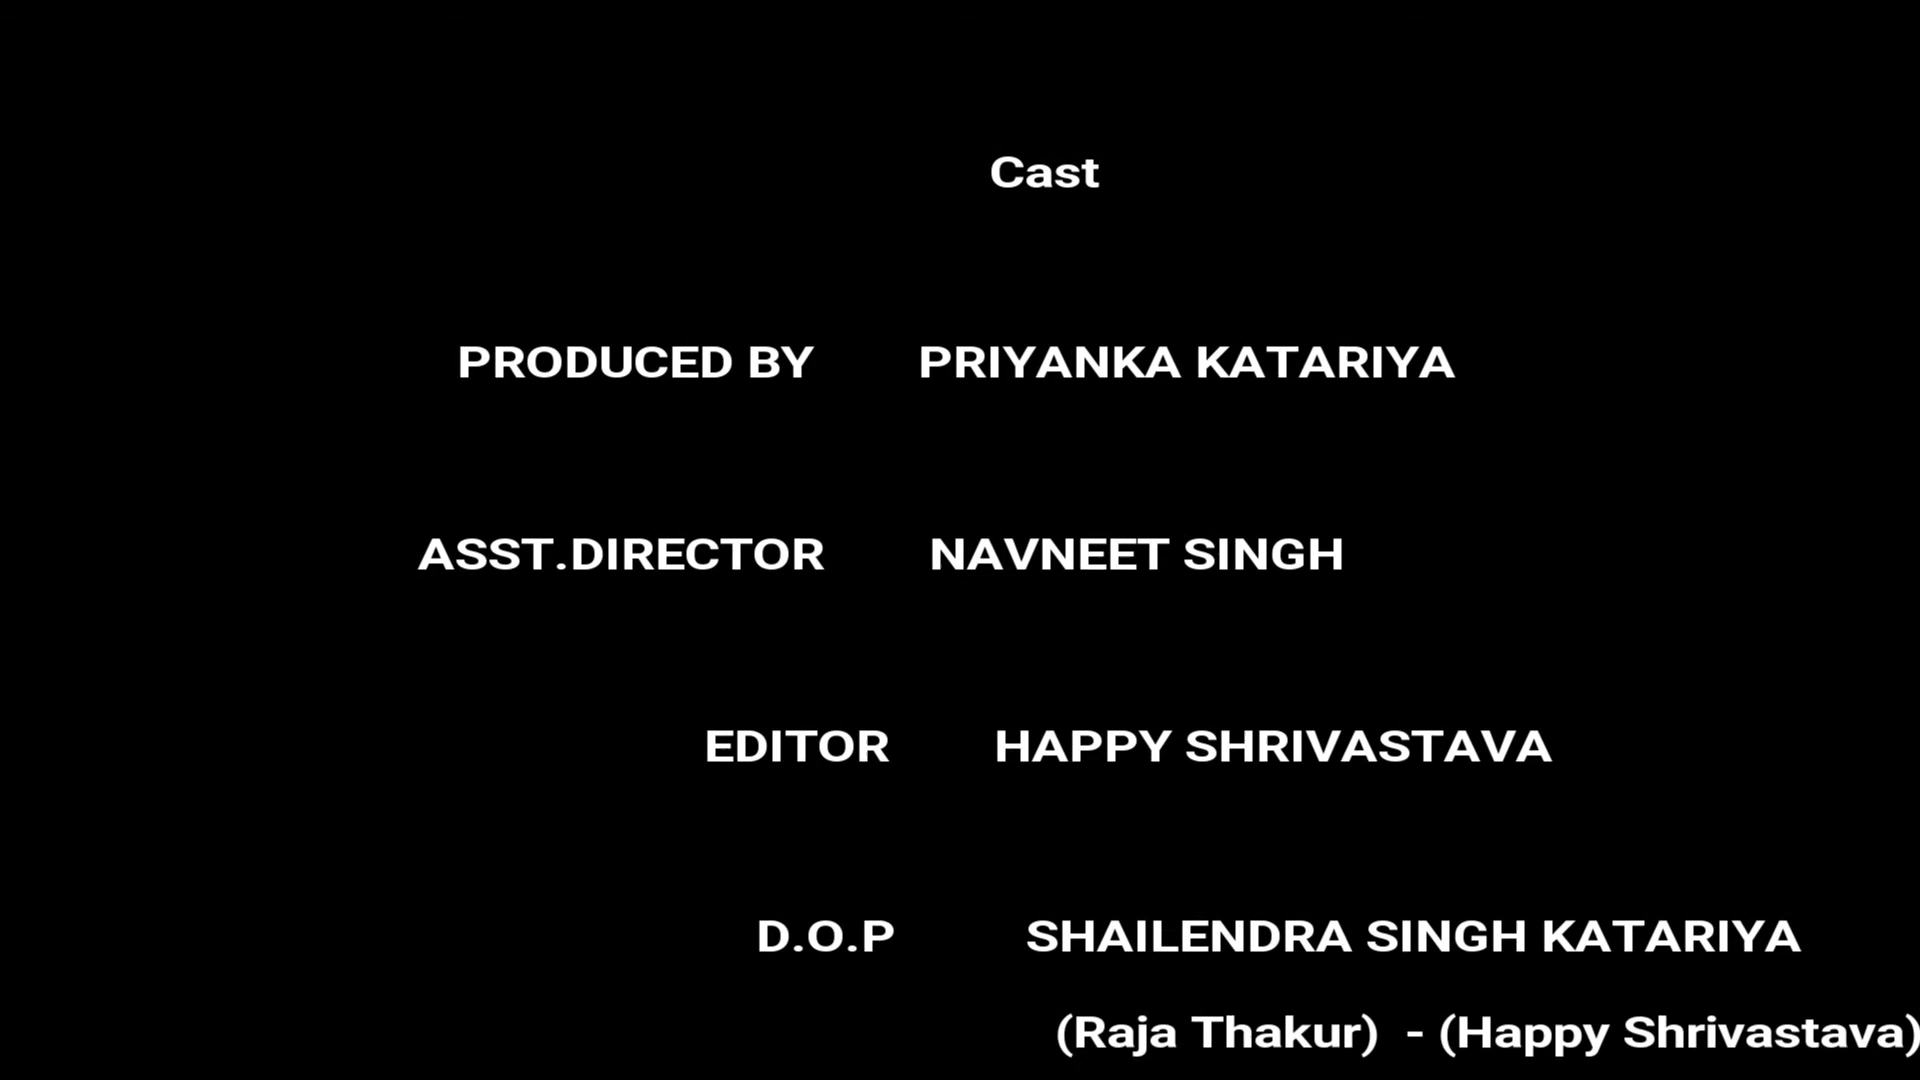 Cast
PRODUCED BY PRIYANKA KATARIYA
ASST.DIRECTOR NAVNEET SINGH
EDITOR HAPPY SHRIVASTAVA
D.O.P SHAILENDRA SINGH KATARIYA
(Raja Thakur) - (Happy Shrivastava)